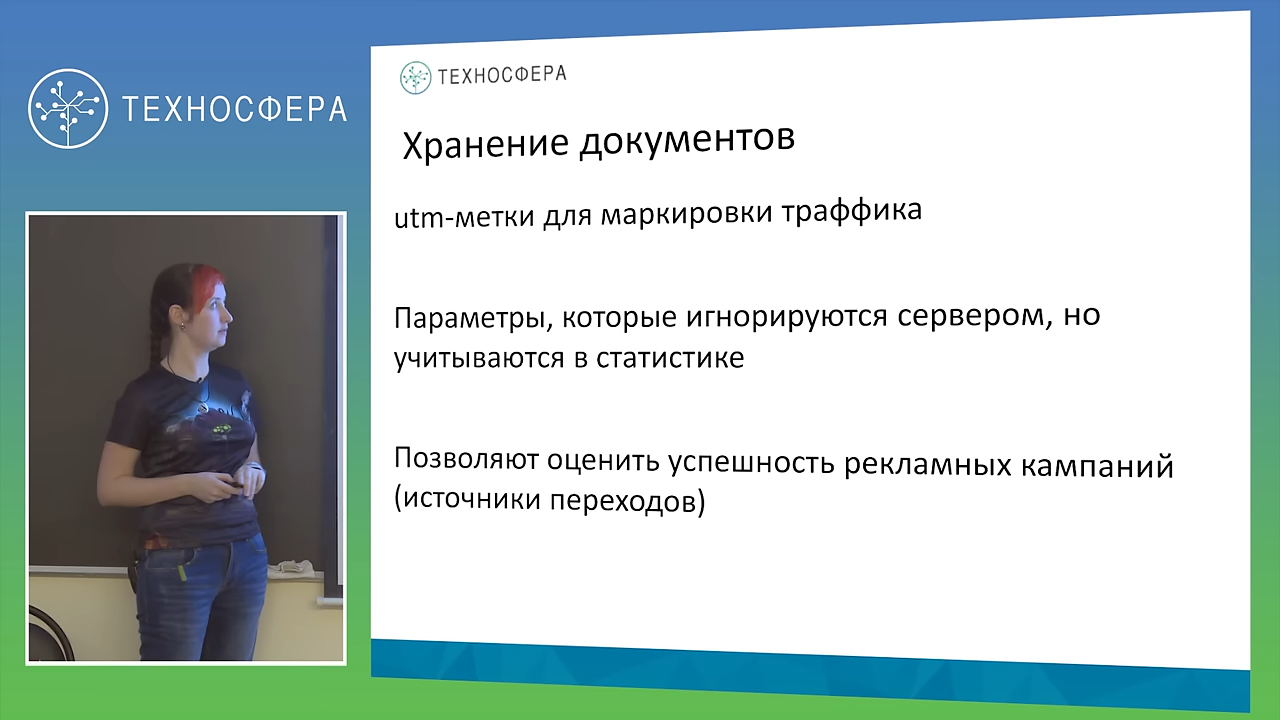 ТЕХНОСФЕРА
ТЕХНОСФЕРА
Хранение документов
utm-метки для маркировки траффика
Параметры, которые игнорируются сервером, но
учитываются в статистике
Позволяют оценить успешность рекламных кампаний
(источники переходов)